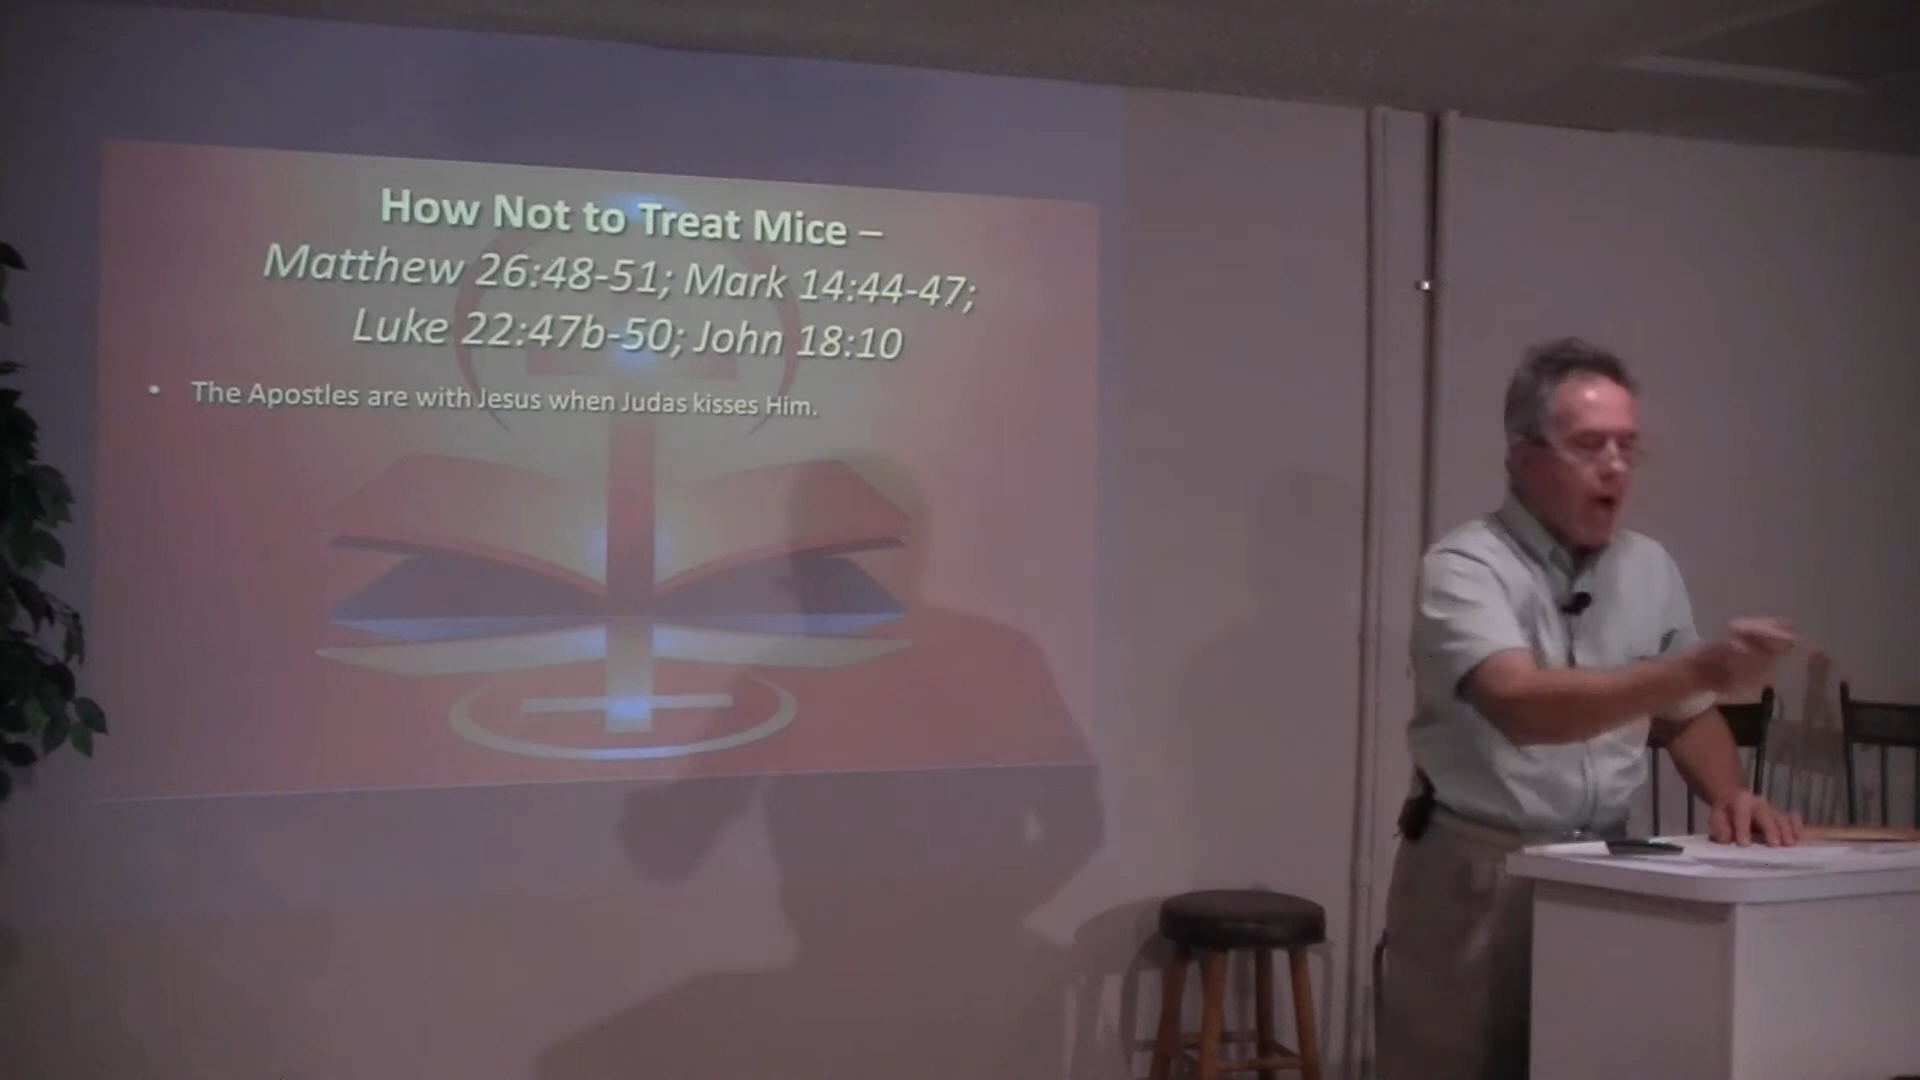 How Not to Treat Mice –
Matthew 26:48-51; Mark 14:44-47;
Luke 22:47b-50; John 18:10
• The Apostles are with Jesus when Judas kisses Him.